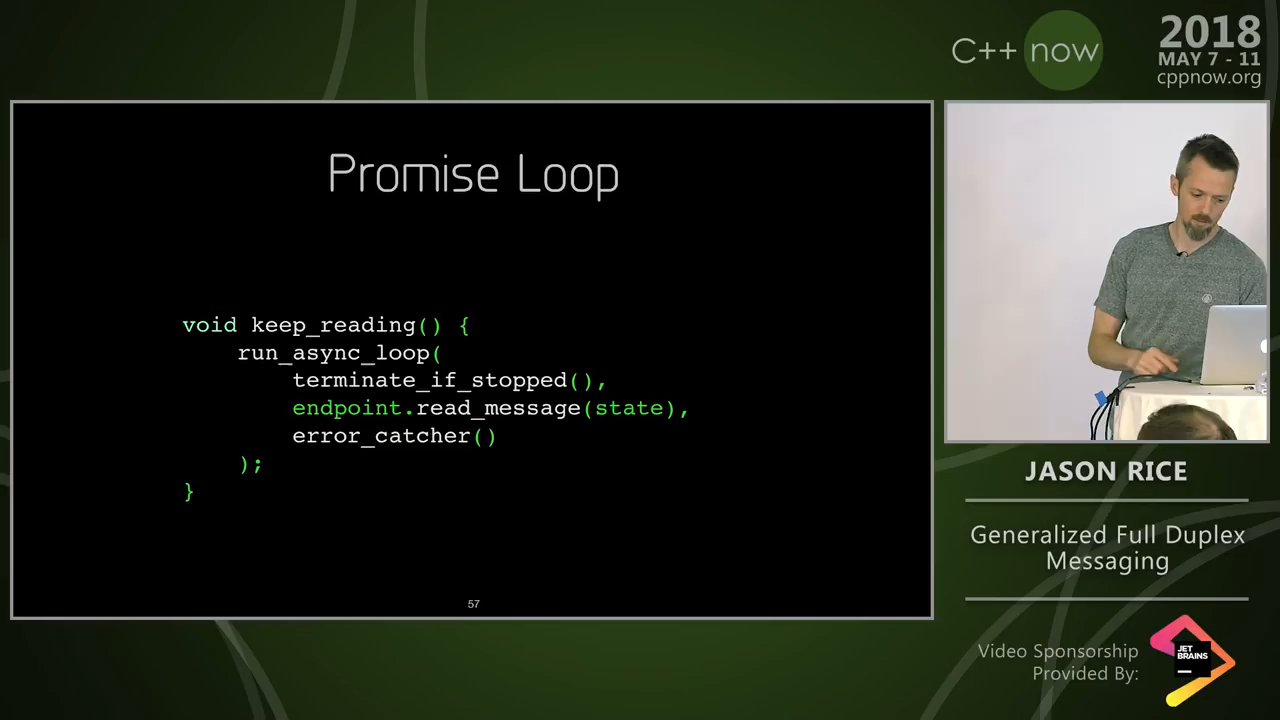 C++ now
2018
MAY 7 - 11
cppnow.org
Promise Loop
void keep_reading() {
    run_async_loop(
        terminate_if_stopped(),
        endpoint.read_message(state),
        error_catcher()
    );
}
57
JASON RICE
Generalized Full Duplex
Messaging
Video Sponsorship
Provided By:
JET
BRAINS